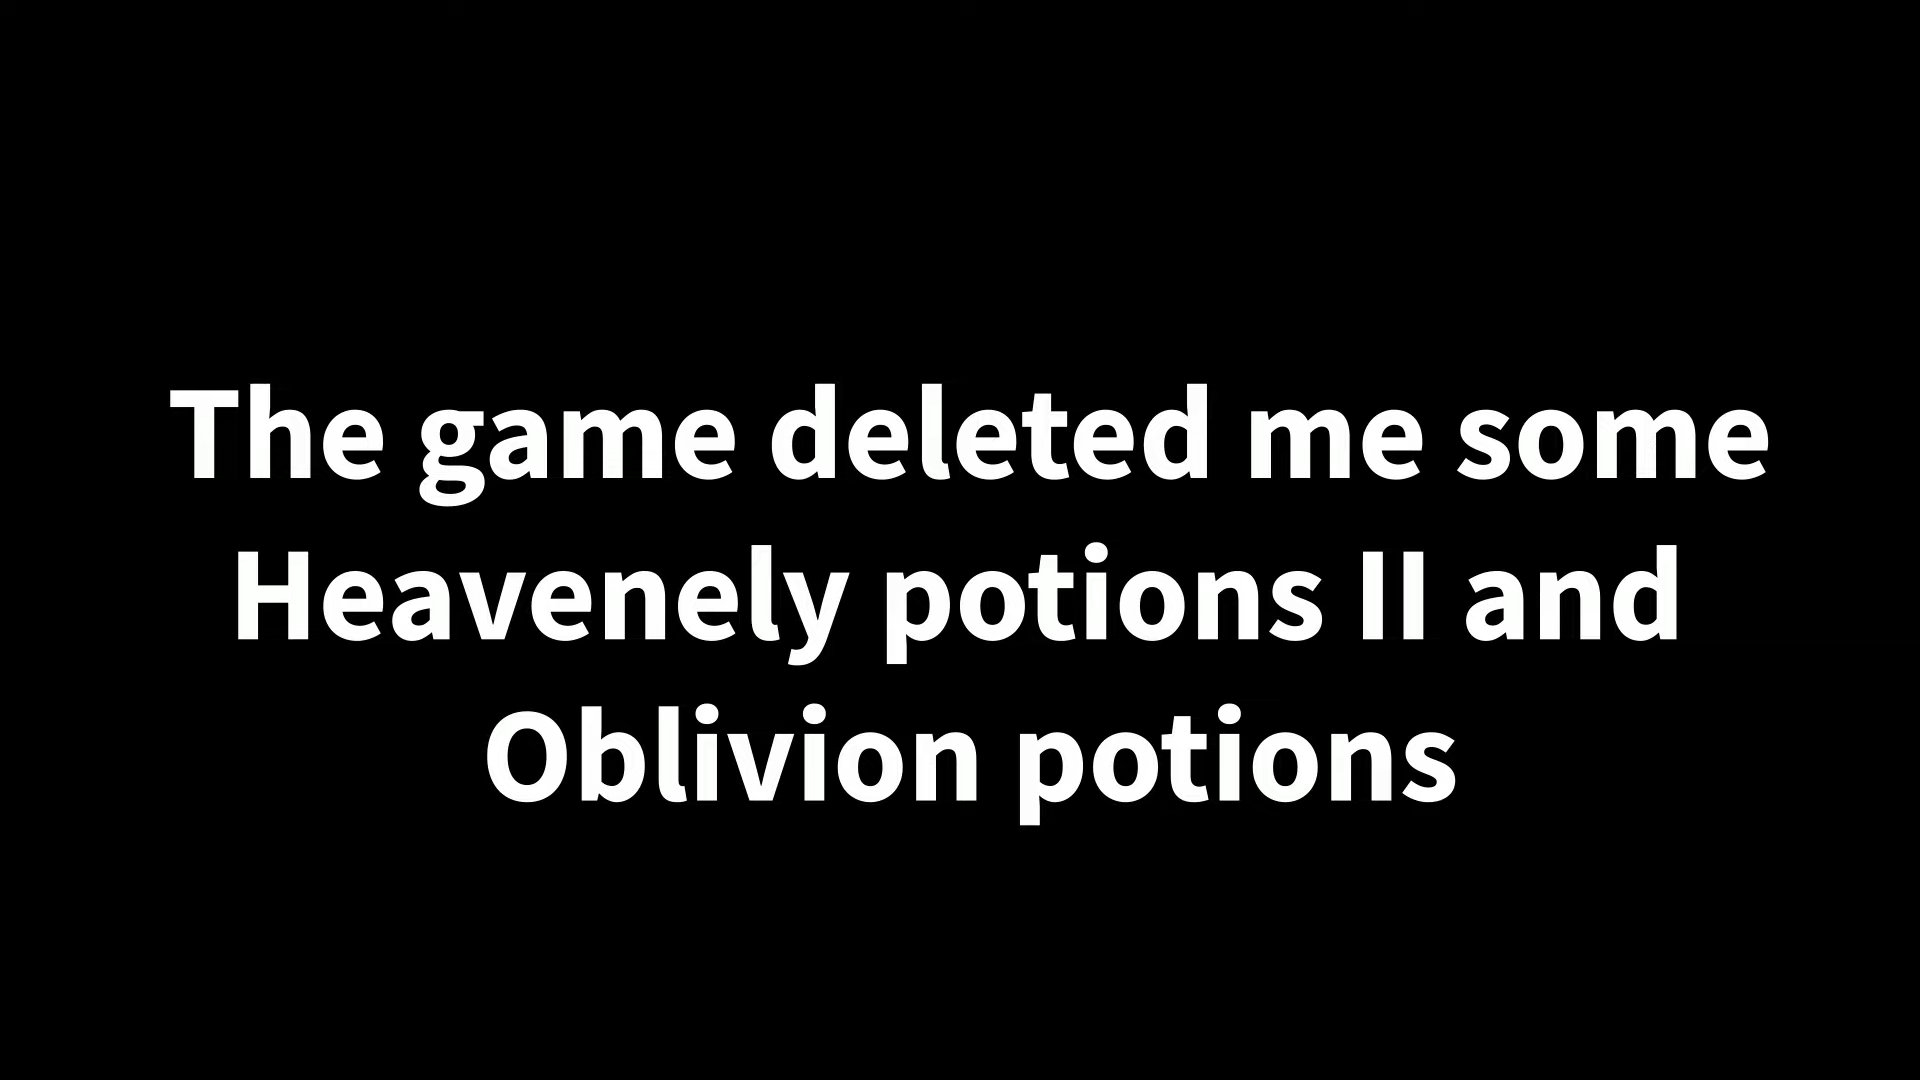 The game deleted me some
Heavenely potions II and
Oblivion potions